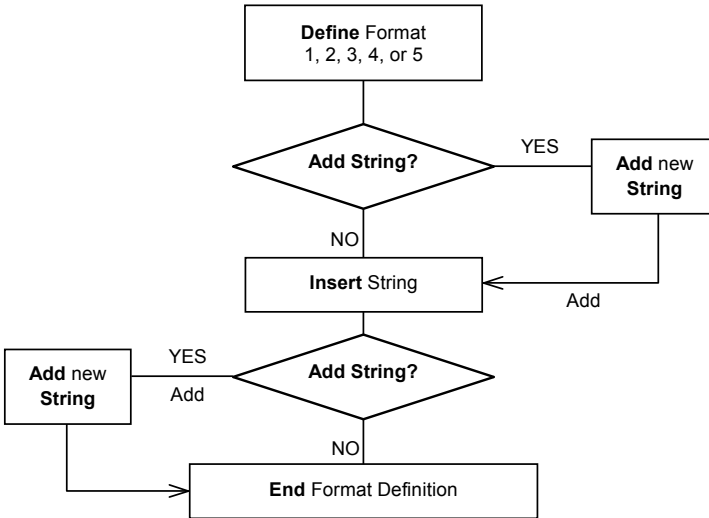 Define Format
1, 2, 3, 4, or 5
Add String?
YES
Add new
String
NO
Insert String
Add
Add String?
YES
Add
Add new
String
NO
End Format Definition